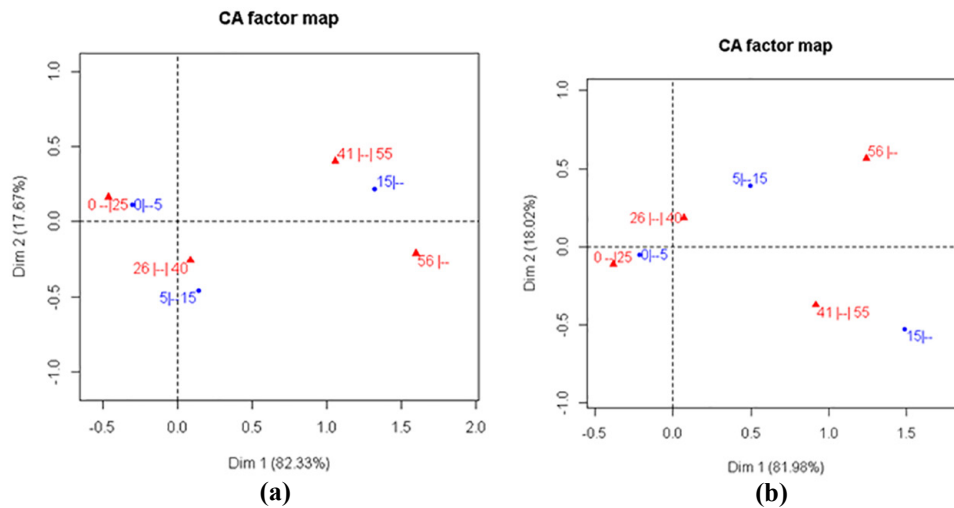 CA factor map
1.0
0.5
0.0
-0.5
-1.0
Dim 2 (17.67%)
41 |--| 55
15|--
0 --|25
0|--5
26 |--| 40
5|--15
56 |--
-0.5 0.0 0.5 1.0 1.5 2.0
Dim 1 (82.33%)
(a)
CA factor map
1.0
0.5
0.0
-0.5
-1.0
Dim 2 (18.02%)
56 |--
5|--15
26 |--| 40
0 --|25
0|--5
41 |--| 55
15|--
-0.5 0.0 0.5 1.0 1.5
Dim 1 (81.98%)
(b)